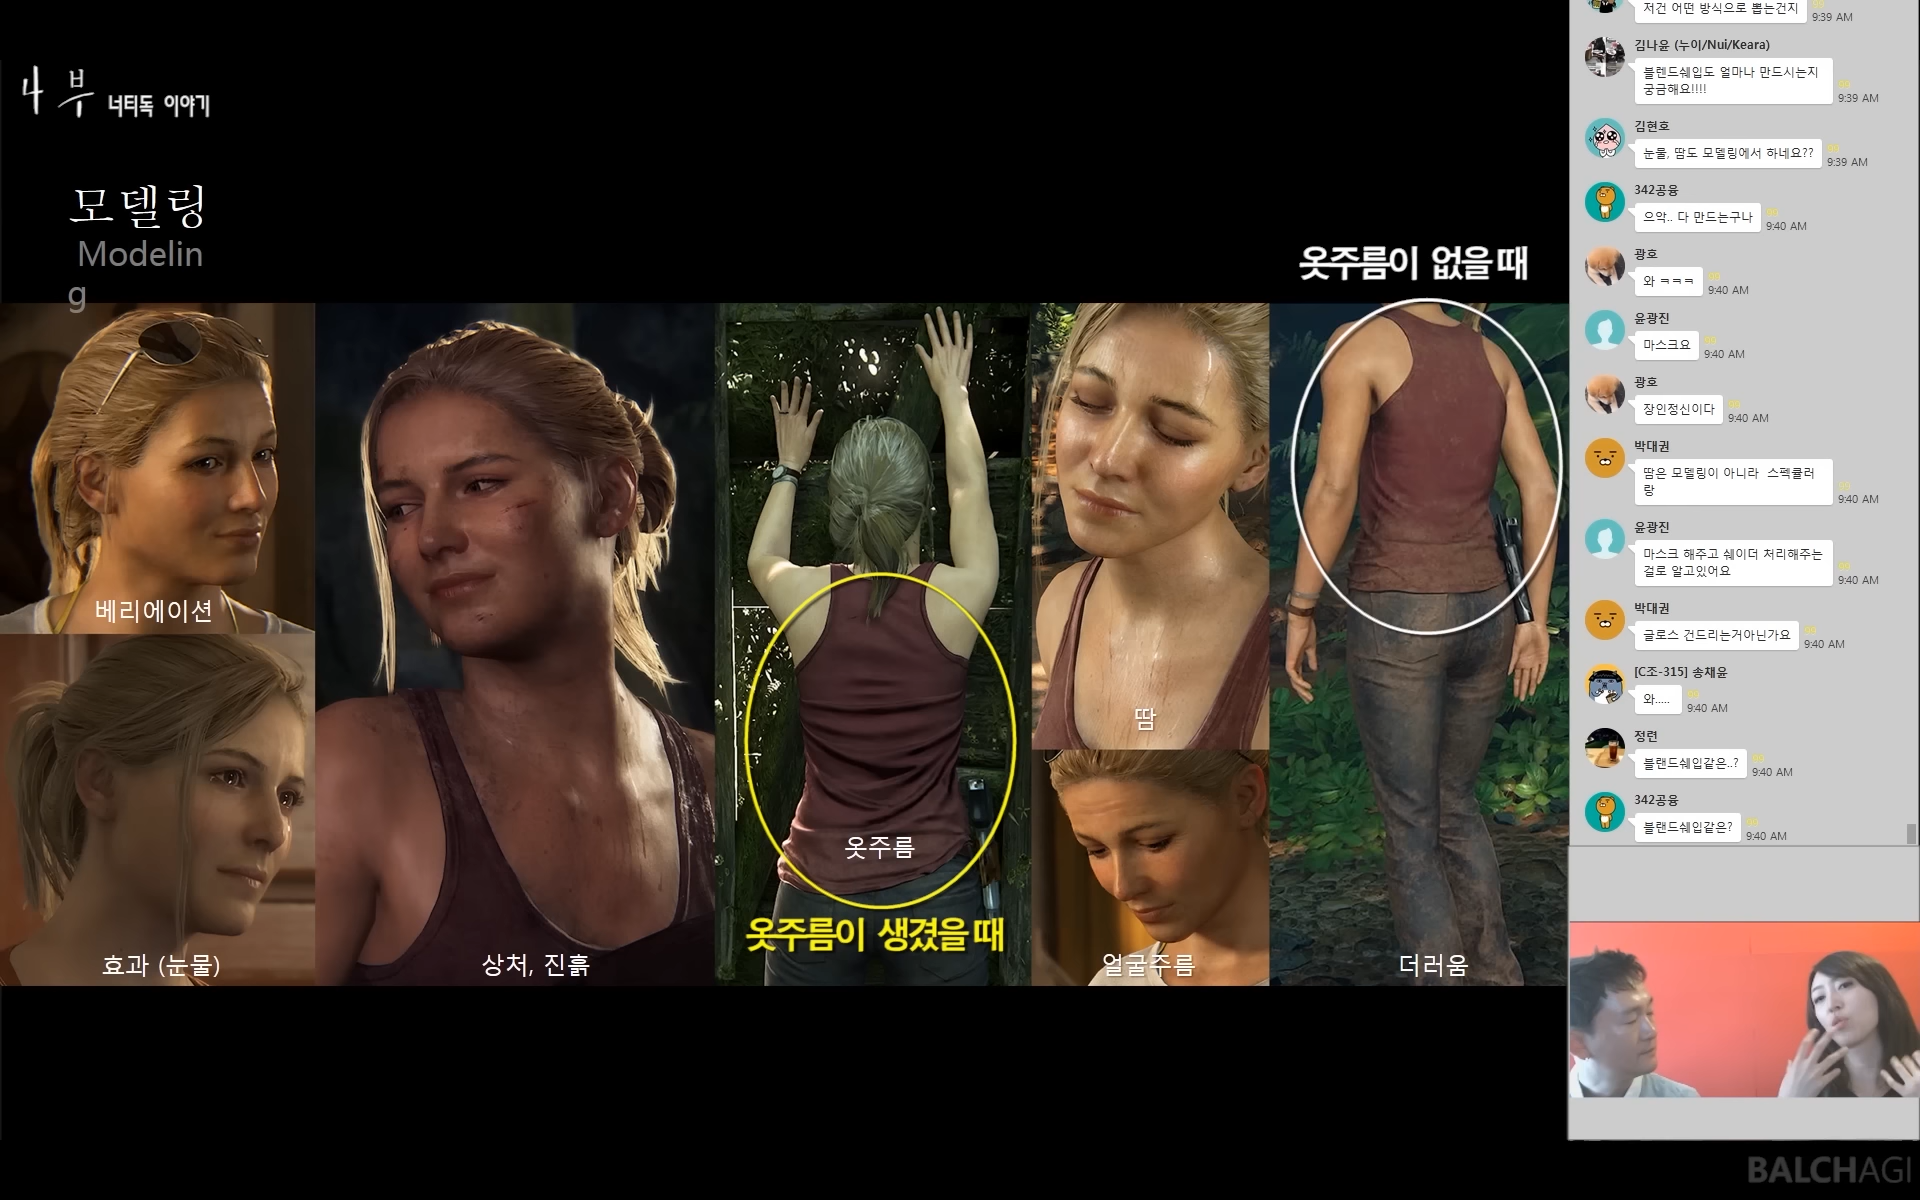 4부 너티독 이야기
모델링
Modelin
g
옷주름이 없을때
베리에이션
효과 (눈물)
상처, 진흙
옷주름
옷주름이 생겼을때
땀
얼굴주름
더러움
저건 어떤 방식으로 뽑는건지
9:39 AM
김나윤 (누이/Nui/Keara)
블렌드쉐입도 얼마나 만드시는지
궁금해요!!!!
99
9:39 AM
김현호
눈물, 땀도 모델링에서 하네요??
99
9:39 AM
342공융
으악.. 다 만드는구나
99
9:40 AM
광호
와 ㅋㅋㅋ
99
9:40 AM
윤광진
마스크요
99
9:40 AM
광호
장인정신이다
99
9:40 AM
박대권
땀은 모델링이 아니라  스펙큘러
랑
99
9:40 AM
윤광진
마스크 해주고 쉐이더 처리해주는
걸로 알고있어요
99
9:40 AM
박대권
글로스 건드리는거아닌가요
99
9:40 AM
[C조-315] 송채윤
와.....
99
9:40 AM
정련
블랜드쉐입같은..?
99
9:40 AM
342공융
블랜드쉐입같은?
99
9:40 AM
BALCHAGI